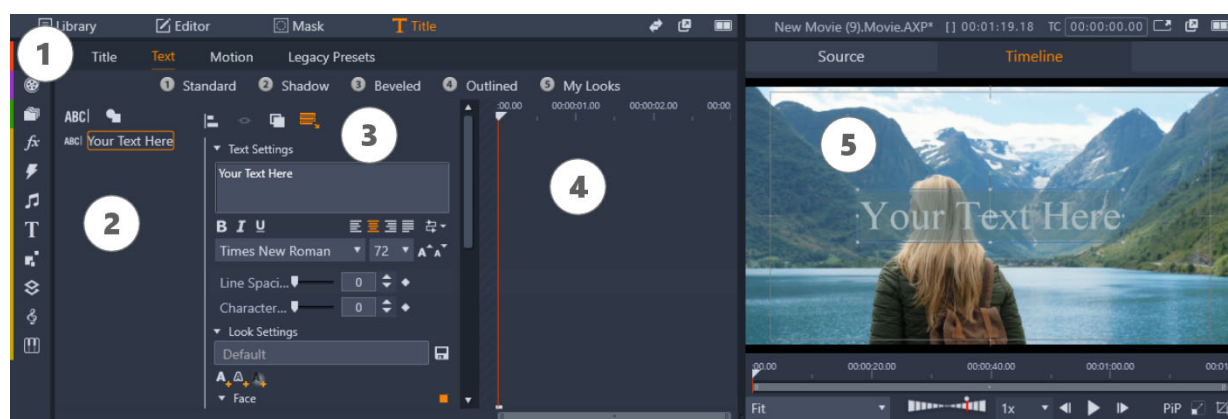 Library Editor Mask Title
New Movie (9).Movie.AXP* [ ] 00:01:19.18 TC 00:00:00.00
1
Title Text Motion Legacy Presets
Source Timeline
1 Standard 2 Shadow 3 Beveled 4 Outlined 5 My Looks
:00.00 00:00:01.00 00:00:02.00 00:00
ABC
ABC Your Text Here
3
Text Settings
Your Text Here
fx
2
4
5
Your Text Here
B I U
T
Times New Roman 72 A A
Line Spaci... 0
Character... 0
Look Settings
Default
A A A
Face
:00.00 00:00:20.00 00:00:40.00 00:01:00.00 00:01
Fit 1x PiP